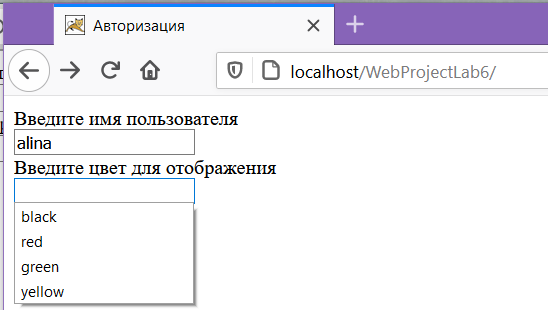 Авторизация
localhost/WebProjectLab6/
Введите имя пользователя
alina
Введите цвет для отображения
black
red
green
yellow